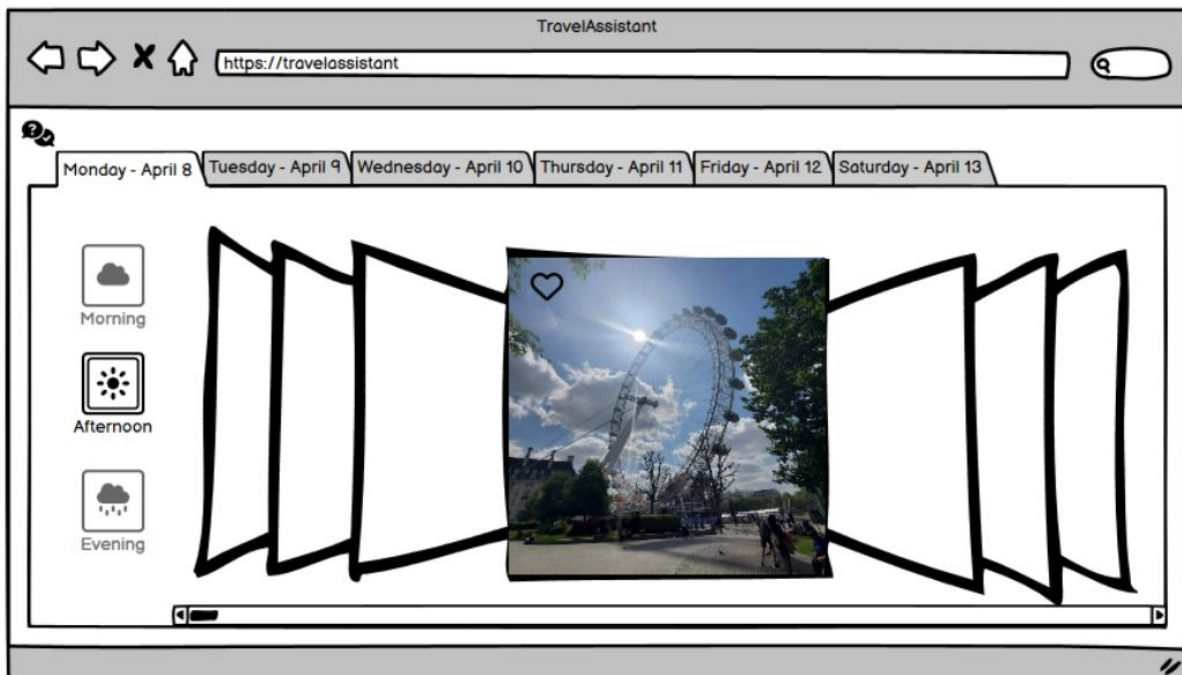 TravelAssistant
https://travelassistant
?
Monday - April 8
Tuesday - April 9
Wednesday - April 10
Thursday - April 11
Friday - April 12
Saturday - April 13
Morning
Afternoon
Evening